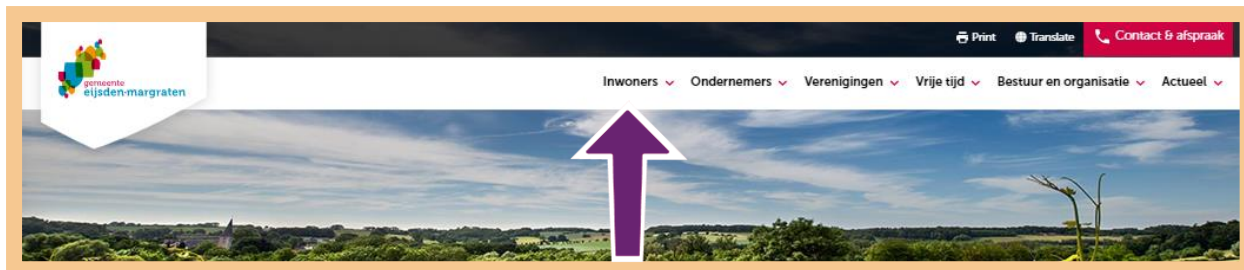 Print Translate Contact & afspraak
gemeente
eijsden-margraten
Inwoners Ondernemers Verenigingen Vrije tijd Bestuur en organisatie Actueel